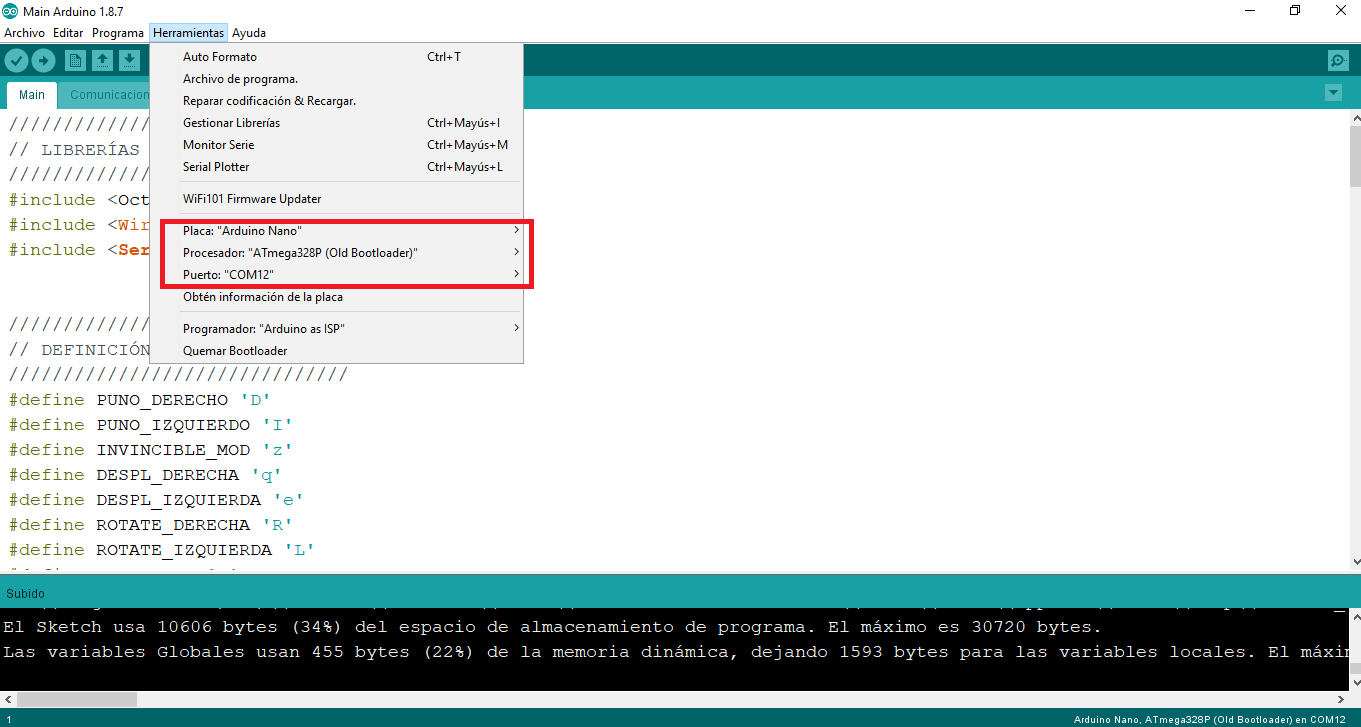 Main Arduino 1.8.7
Archivo Editar Programa Herramientas Ayuda
Auto Formato Ctrl+T
Archivo de programa.
Reparar codificación & Recargar.
Gestionar Librerías Ctrl+Mayús+I
Monitor Serie Ctrl+Mayús+M
Serial Plotter Ctrl+Mayús+L
WiFi101 Firmware Updater
Placa: "Arduino Nano"
Procesador: "ATmega328P (Old Bootloader)"
Puerto: "COM12"
Obtén información de la placa
Programador: "Arduino as ISP"
Quemar Bootloader
Main Comunicacion
/////////////
// LIBRERÍAS
/////////////
#include <Oct
#include <Wir
#include <Ser
/////////////
// DEFINICIÓN
///////////////////////////////
#define PUNO_DERECHO 'D'
#define PUNO_IZQUIERDO 'I'
#define INVINCIBLE_MOD 'z'
#define DESPL_DERECHA 'q'
#define DESPL_IZQUIERDA 'e'
#define ROTATE_DERECHA 'R'
#define ROTATE_IZQUIERDA 'L'
Subido
El Sketch usa 10606 bytes (34%) del espacio de almacenamiento de programa. El máximo es 30720 bytes.
Las variables Globales usan 455 bytes (22%) de la memoria dinámica, dejando 1593 bytes para las variables locales. El máxim
1 Arduino Nano, ATmega328P (Old Bootloader) en COM12